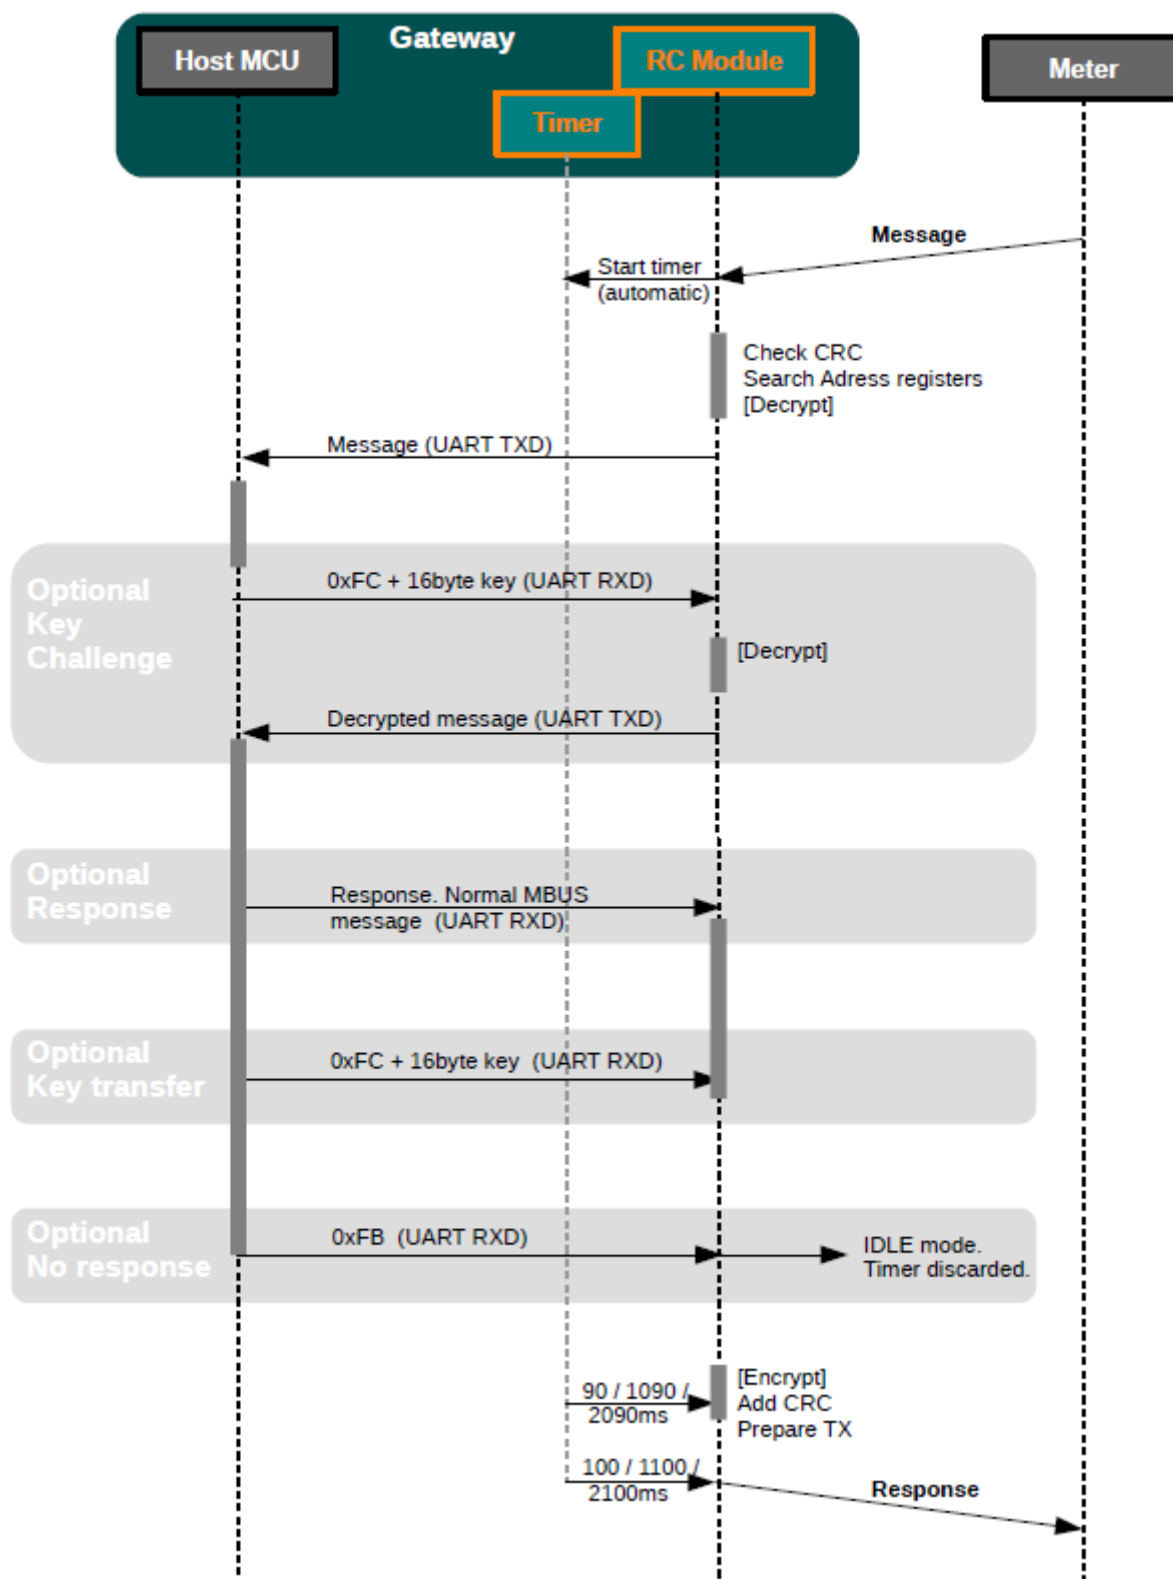 Gateway
Host MCU
RC Module
Meter
Timer
Message
Start timer
(automatic)
Check CRC
Search Adress registers
[Decrypt]
Message (UART TXD)
Optional
Key
Challenge
0xFC + 16byte key (UART RXD)
[Decrypt]
Decrypted message (UART TXD)
Optional
Response
Response. Normal MBUS
message (UART RXD)
Optional
Key transfer
0xFC + 16byte key (UART RXD)
Optional
No response
0xFB (UART RXD)
IDLE mode.
Timer discarded.
90 / 1090 /
2090ms
[Encrypt]
Add CRC
Prepare TX
100 / 1100 /
2100ms
Response